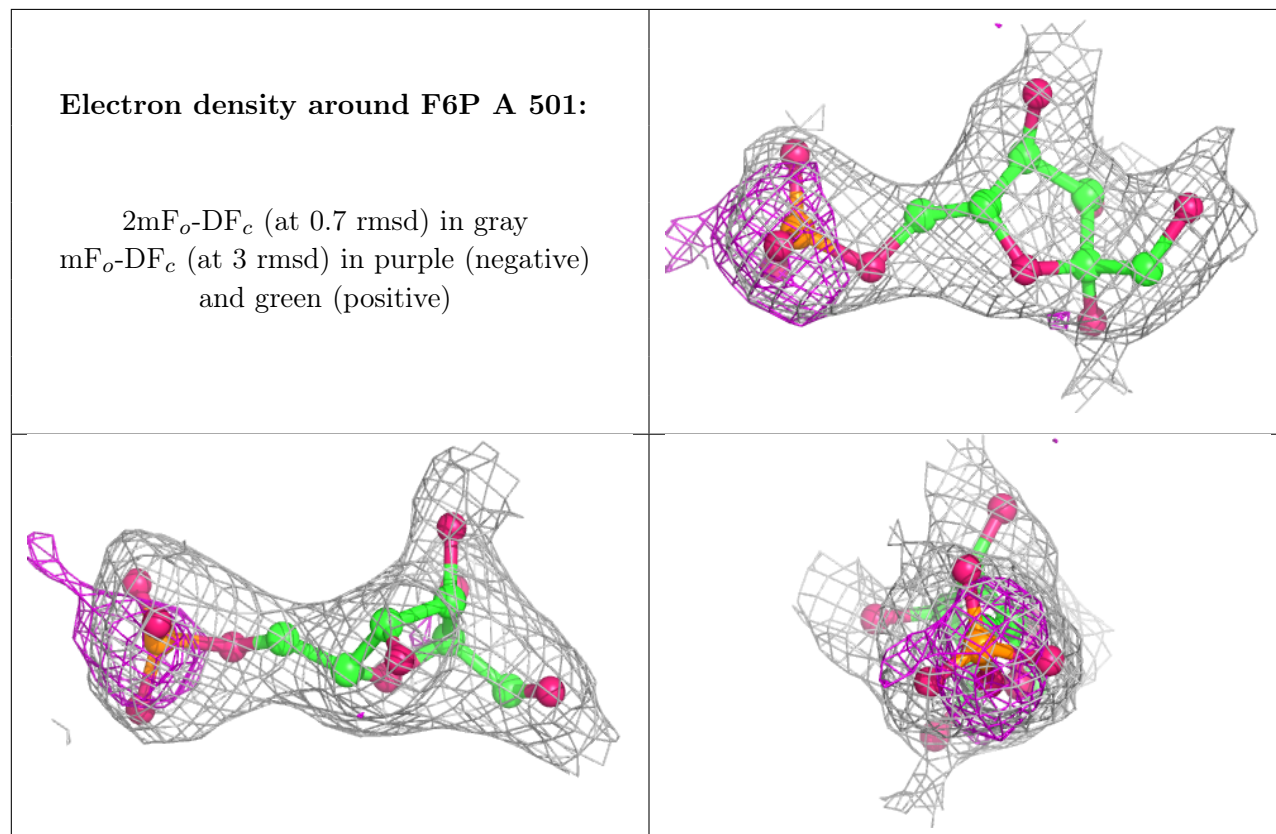 Electron density around F6P A 501:
2mFo-DFc (at 0.7 rmsd) in gray
mFo-DFc (at 3 rmsd) in purple (negative)
and green (positive)